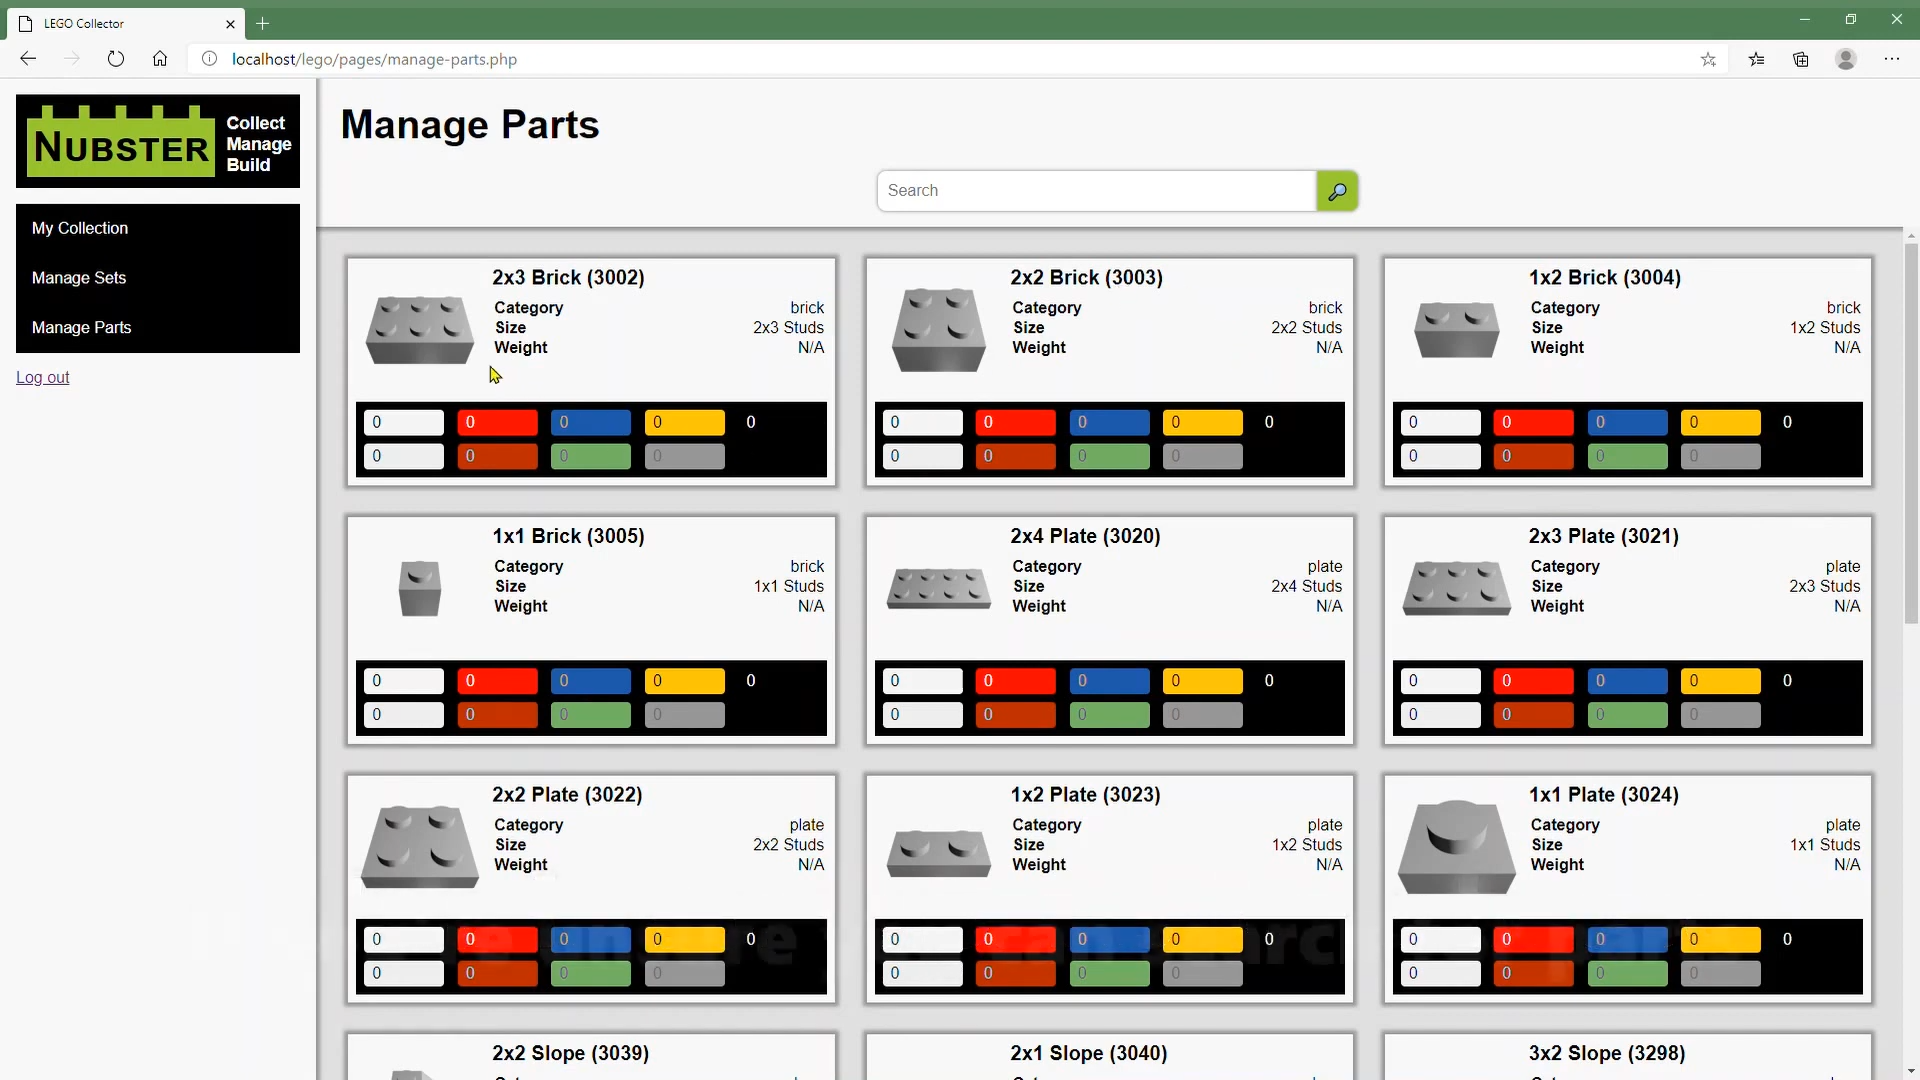 LEGO Collector
localhost/lego/pages/manage-parts.php
NUBSTER
Collect
Manage
Build
My Collection
Manage Sets
Manage Parts
Log out
Manage Parts
Search
2x3 Brick (3002)
Category brick
Size 2x3 Studs
Weight N/A
0 0 0 0 0
0 0 0 0
2x2 Brick (3003)
Category brick
Size 2x2 Studs
Weight N/A
0 0 0 0 0
0 0 0 0
1x2 Brick (3004)
Category brick
Size 1x2 Studs
Weight N/A
0 0 0 0 0
0 0 0 0
1x1 Brick (3005)
Category brick
Size 1x1 Studs
Weight N/A
0 0 0 0 0
0 0 0 0
2x4 Plate (3020)
Category plate
Size 2x4 Studs
Weight N/A
0 0 0 0 0
0 0 0 0
2x3 Plate (3021)
Category plate
Size 2x3 Studs
Weight N/A
0 0 0 0 0
0 0 0 0
2x2 Plate (3022)
Category plate
Size 2x2 Studs
Weight N/A
0 0 0 0 0
0 0 0 0
1x2 Plate (3023)
Category plate
Size 1x2 Studs
Weight N/A
0 0 0 0 0
0 0 0 0
1x1 Plate (3024)
Category plate
Size 1x1 Studs
Weight N/A
0 0 0 0 0
0 0 0 0
2x2 Slope (3039)
2x1 Slope (3040)
3x2 Slope (3298)